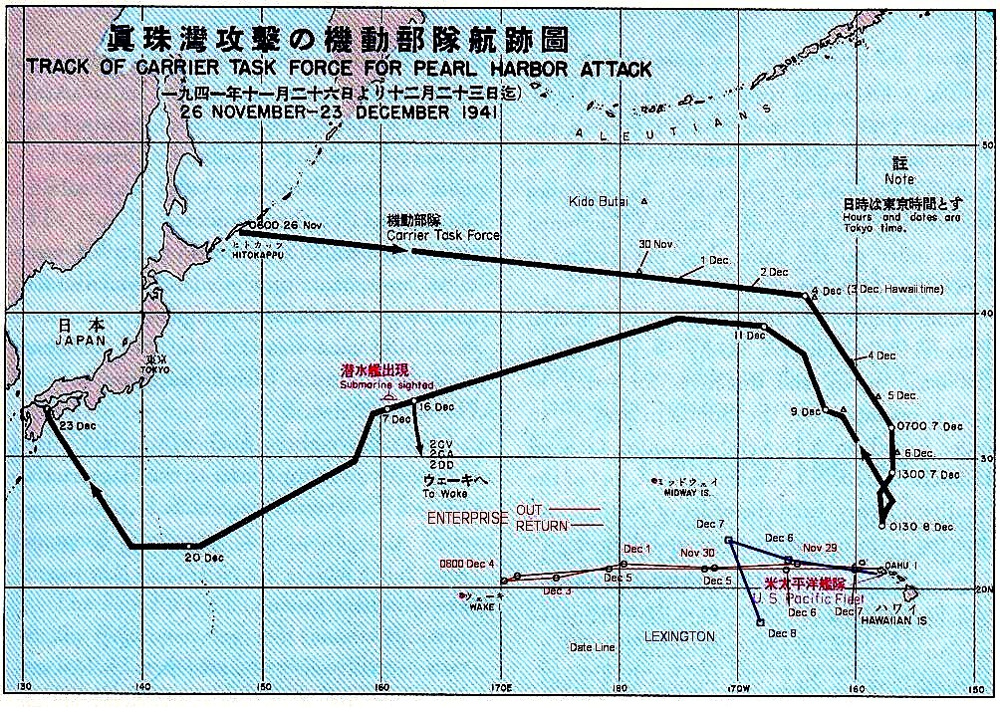 眞珠灣攻擊の機動部隊航跡圖
TRACK OF CARRIER TASK FORCE FOR PEARL HARBOR ATTACK
(一九四一年十一月二十六日より十二月二十三日迄)
26 NOVEMBER-23 DECEMBER 1941
ALEUTIANS
50
註
Note
日時は東京時間とす
Hours and dates are
Tokyo time.
Kido Butai
0600 26 Nov
ヒトカップ
HITOKAPPU
機動部隊
Carrier Task Force
30 Nov
1 Dec.
2 Dec
4 Dec (3 Dec. Hawaii time)
40
日本
JAPAN
東京
TOKYO
11 Dec
4 Dec
潜水艦出現
Submarine sighted
5 Dec.
23 Dec
17 Dec
16 Dec
9 Dec
0700 7 Dec
2CV
2CA
2DD
6 Dec.
30
1300 7 Dec
ウェーキへ
To Wake
ミッドウェイ
MIDWAY IS.
ENTERPRISE OUT
RETURN
Dec 7
0130 8 Dec
20 Dec
Dec 6
0800 Dec 4
Dec 1
Nov 30
Nov 29
OAHU I
Dec 3
Dec 5
Dec 5
米太平洋艦隊
U.S. Pacific Fleet
20N
ウェーキ
WAKE I
Dec 6
Dec 7
ハワイ
HAWAIIAN IS
Dec 8
LEXINGTON
Date Line
130
140
150
160
170E
180
170W
160
150